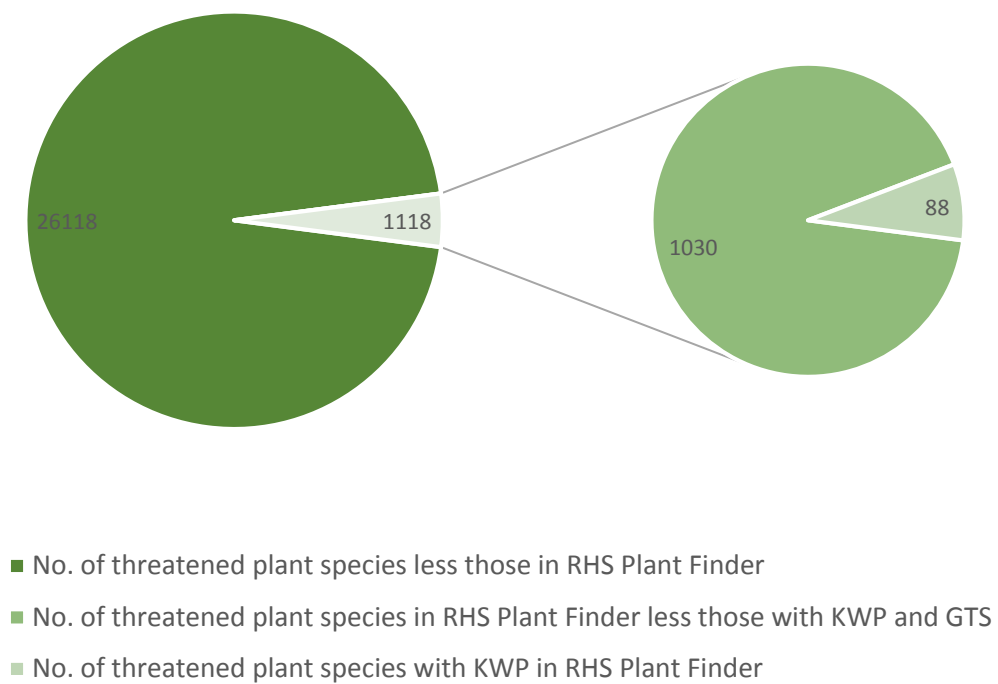 26118
1118
88
1030
No. of threatened plant species less those in RHS Plant Finder
No. of threatened plant species in RHS Plant Finder less those with KWP and GTS
No. of threatened plant species with KWP in RHS Plant Finder